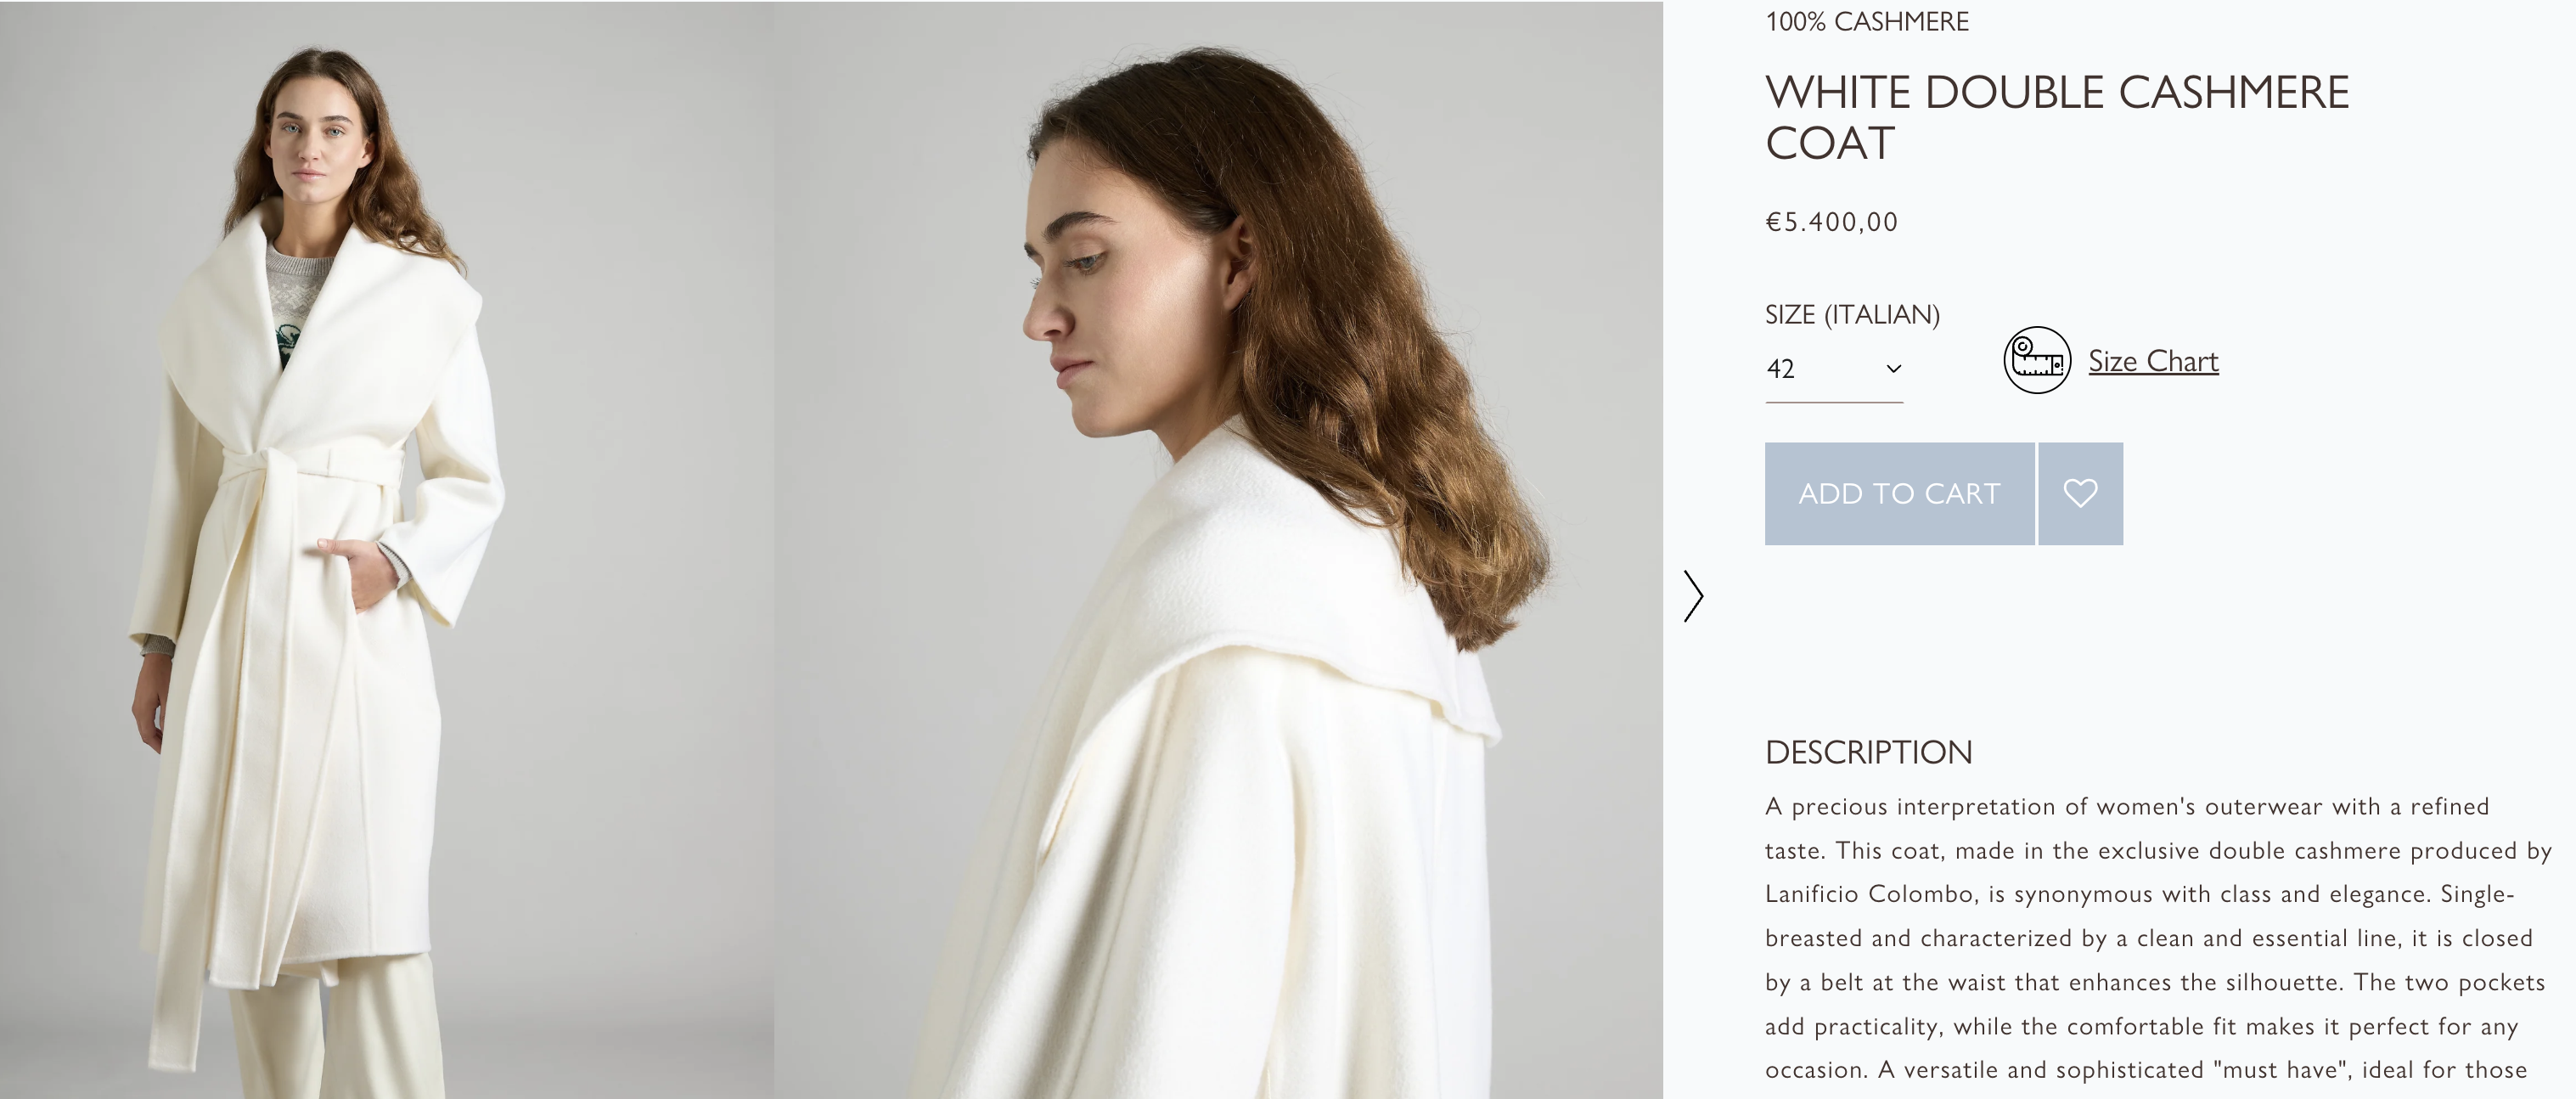 100% CASHMERE
WHITE DOUBLE CASHMERE
COAT
€5.400,00
SIZE (ITALIAN)
42
Size Chart
ADD TO CART
DESCRIPTION
A precious interpretation of women's outerwear with a refined
taste. This coat, made in the exclusive double cashmere produced by
Lanificio Colombo, is synonymous with class and elegance. Single-
breasted and characterized by a clean and essential line, it is closed
by a belt at the waist that enhances the silhouette. The two pockets
add practicality, while the comfortable fit makes it perfect for any
occasion. A versatile and sophisticated "must have", ideal for those